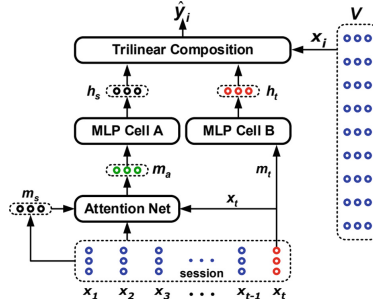 ŷi
V
Trilinear Composition
xi
hs
ht
MLP Cell A
MLP Cell B
ma
mt
ms
xt
Attention Net
session
x1 x2 x3 ... xt-1 xt